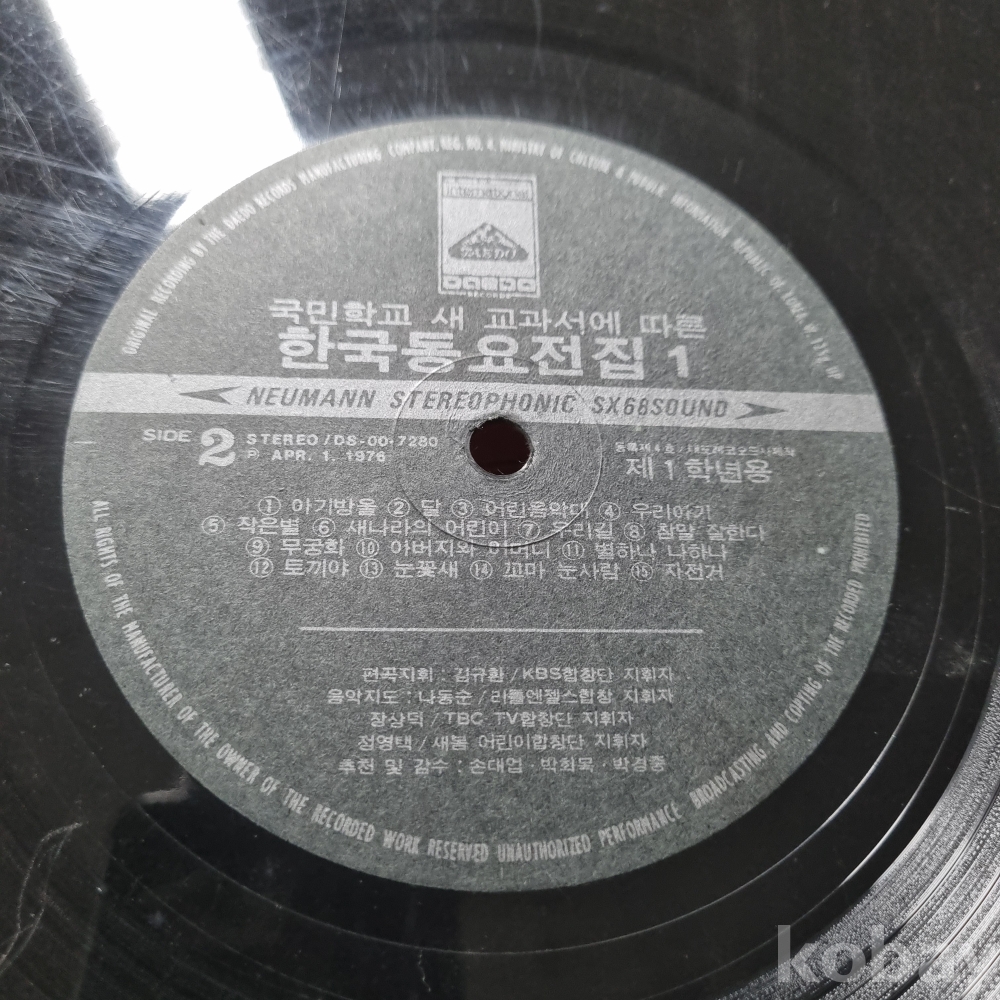 ORIGINAL RECORDING BY THE DAEDO RECORDS MANUFACTURING COMPANY, REG. NO. 4, MINISTRY OF CULTURE & PUBLIC INFORMATION REPUBLIC OF KOREA.
international
DAEDO
RECORDS
국민학교 새 교과서에 따른
한국동요전집 1
NEUMANN STEREOPHONIC SX68SOUND
SIDE 2 STEREO/DS-00-7280
Ⓟ APR. 1, 1976
제 1 학년용
① 아기방울 ② 달 ③ 어린음악대 ④ 우리아기
⑤ 작은별 ⑥ 새나라의 어린이 ⑦ 우리길 ⑧ 참말 잘한다
⑨ 무궁화 ⑩ 아버지와 어머니 ⑪ 별하나 나하나
⑫ 토끼야 ⑬ 눈꽃새 ⑭ 꼬마 눈사람 ⑮ 자전거
편곡지휘 : 김규환/KBS합창단 지휘자
음악지도 : 나동순/리틀엔젤스합창 지휘자
장상덕/TBC TV합창단 지휘자
정영택/새봄 어린이합창단 지휘자
추천 및 감수 : 손대업·박희목·박경종
ALL RIGHTS OF THE MANUFACTURER OF THE OWNER OF THE RECORDED WORK RESERVED UNAUTHORIZED PERFORMANCE BROADCASTING AND COPYING OF THE RECORDED PROHIBITED
kobay